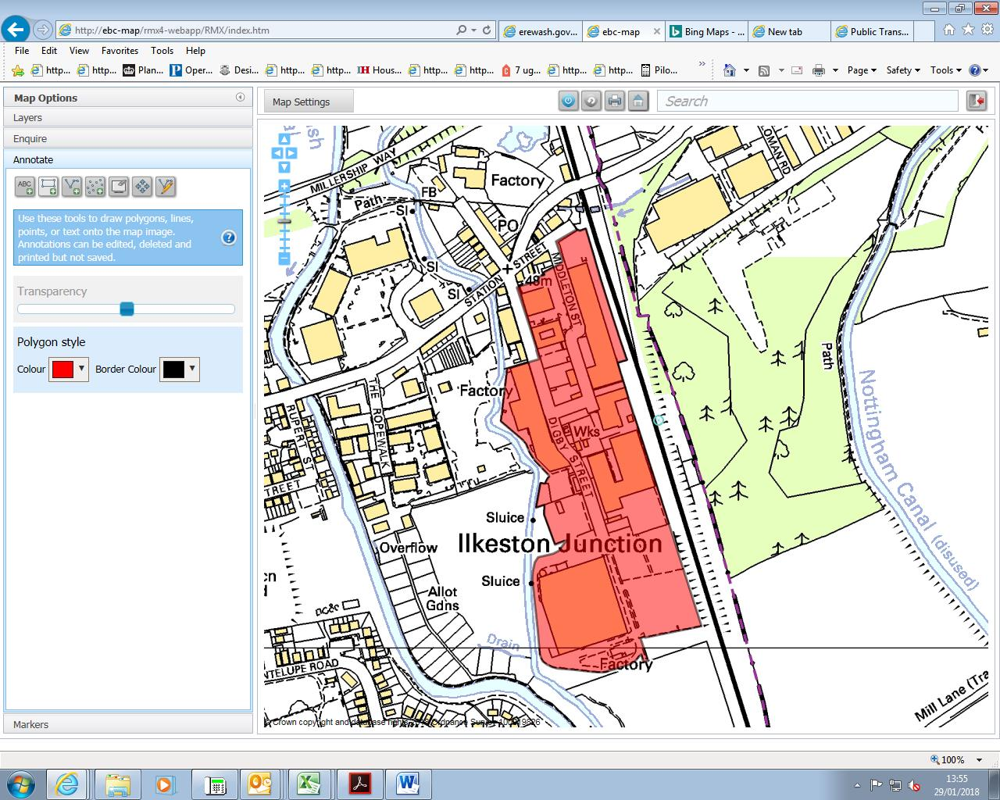 http://ebc-map/rmx4-webapp/RMX/index.htm
erewash.gov...
ebc-map
Bing Maps - ...
New tab
Public Trans...
File Edit View Favorites Tools Help
http...
http...
Plan...
Oper...
Desi...
http...
http...
Hous...
http...
http...
7 ug...
http...
http...
Pilo...
Page
Safety
Tools
Map Options
Layers
Enquire
Annotate
ABC
Use these tools to draw polygons, lines,
points, or text onto the map image.
Annotations can be edited, deleted and
printed but not saved.
Transparency
Polygon style
Colour
Border Colour
Markers
Map Settings
Search
sh
MILLERSHIP WAY
Path
FB
Sl
Factory
PO
OMAN RD
Sl
Sl
STATION STREET
48m
MIDDLETON ST
Factory
THE ROPEWALK
RUPERT ST
TREET
Wks
DIGBY STREET
Path
Nottingham Canal (disused)
Sluice
Overflow
Ilkeston Junction
Sluice
Allot
Gdns
Drain
NTELUPE ROAD
Factory
Mill Lane (Tra
© Crown copyright and database rights Ordnance Survey
100%
13:55
29/01/2018